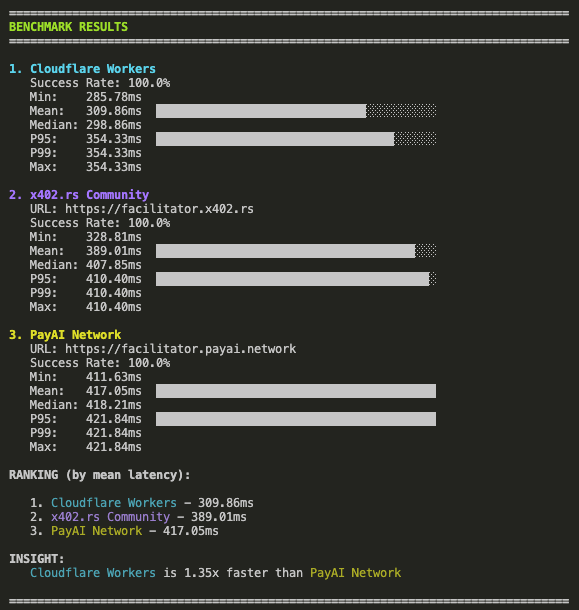 BENCHMARK RESULTS
1. Cloudflare Workers
Success Rate: 100.0%
Min: 285.78ms
Mean: 309.86ms
Median: 298.86ms
P95: 354.33ms
P99: 354.33ms
Max: 354.33ms
2. x402.rs Community
URL: https://facilitator.x402.rs
Success Rate: 100.0%
Min: 328.81ms
Mean: 389.01ms
Median: 407.85ms
P95: 410.40ms
P99: 410.40ms
Max: 410.40ms
3. PayAI Network
URL: https://facilitator.payai.network
Success Rate: 100.0%
Min: 411.63ms
Mean: 417.05ms
Median: 418.21ms
P95: 421.84ms
P99: 421.84ms
Max: 421.84ms
RANKING (by mean latency):
1. Cloudflare Workers - 309.86ms
2. x402.rs Community - 389.01ms
3. PayAI Network - 417.05ms
INSIGHT:
Cloudflare Workers is 1.35x faster than PayAI Network